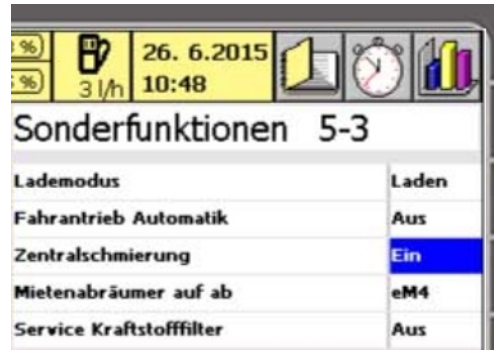 %)
%)
3 l/h
26. 6.2015
10:48
Sonderfunktionen 5-3
Lademodus Laden
Fahrantrieb Automatik Aus
Zentralschmierung Ein
Mietenabräumer auf ab eM4
Service Kraftstofffilter Aus